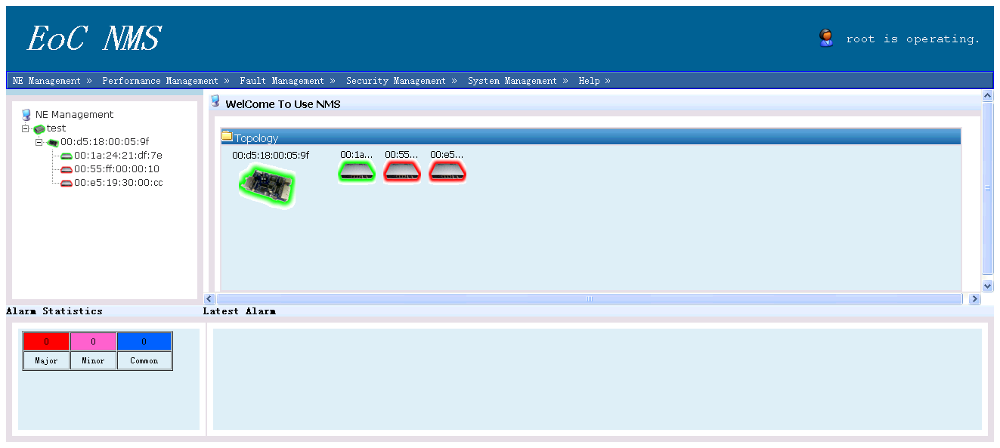 EoC NMS
root is operating.
NE Management » Performance Management » Fault Management » Security Management » System Management » Help »
NE Management
test
00:d5:18:00:05:9f
00:1a:24:21:df:7e
00:55:ff:00:00:10
00:e5:19:30:00:cc
WelCome To Use NMS
Topology
00:d5:18:00:05:9f 00:1a... 00:55... 00:e5...
Alarm Statistics
0 0 0
Major Minor Common
Latest Alarm